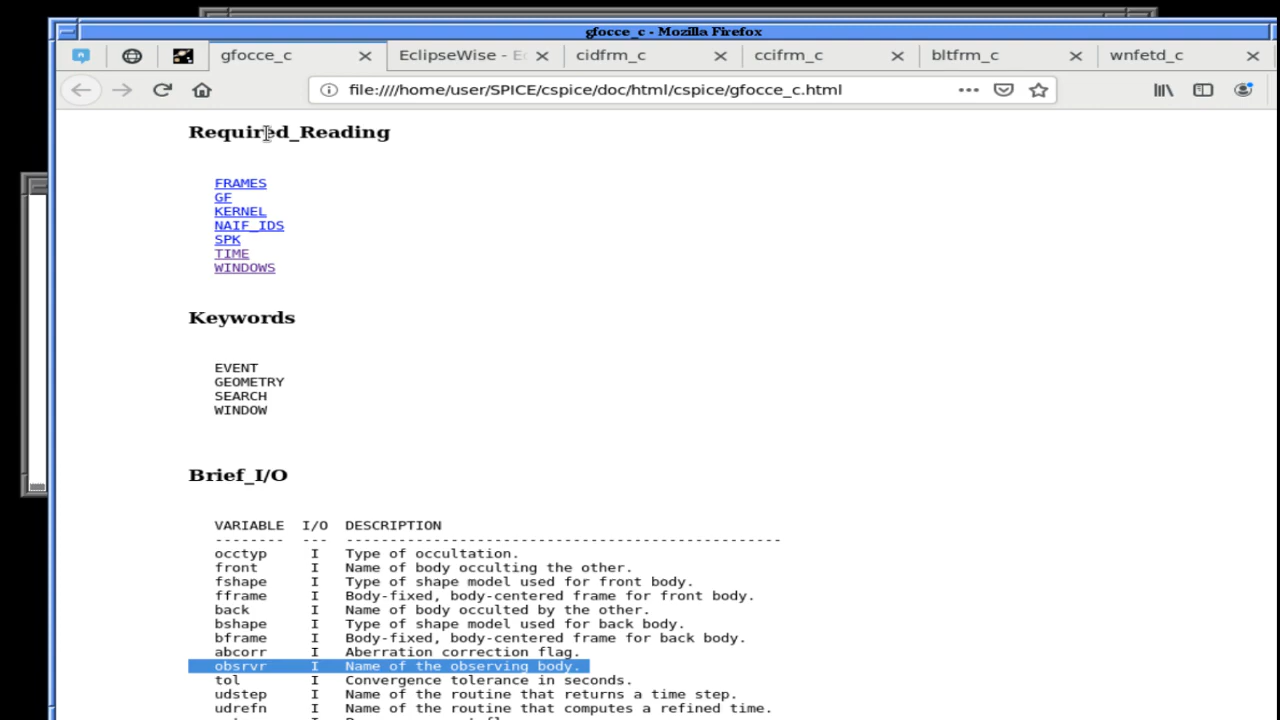 gfocce_c - Mozilla Firefox
gfocce_c
EclipseWise - Ec
cidfrm_c
ccifrm_c
bltfrm_c
wnfetd_c
file:////home/user/SPICE/cspice/doc/html/cspice/gfocce_c.html
Required_Reading
FRAMES
GF
KERNEL
NAIF_IDS
SPK
TIME
WINDOWS
Keywords
EVENT
GEOMETRY
SEARCH
WINDOW
Brief_I/O
VARIABLE I/O DESCRIPTION
-------- --- --------------------------------------------------
occtyp I Type of occultation.
front I Name of body occulting the other.
fshape I Type of shape model used for front body.
fframe I Body-fixed, body-centered frame for front body.
back I Name of body occulted by the other.
bshape I Type of shape model used for back body.
bframe I Body-fixed, body-centered frame for back body.
abcorr I Aberration correction flag.
obsrvr I Name of the observing body.
tol I Convergence tolerance in seconds.
udstep I Name of the routine that returns a time step.
udrefn I Name of the routine that computes a refined time.